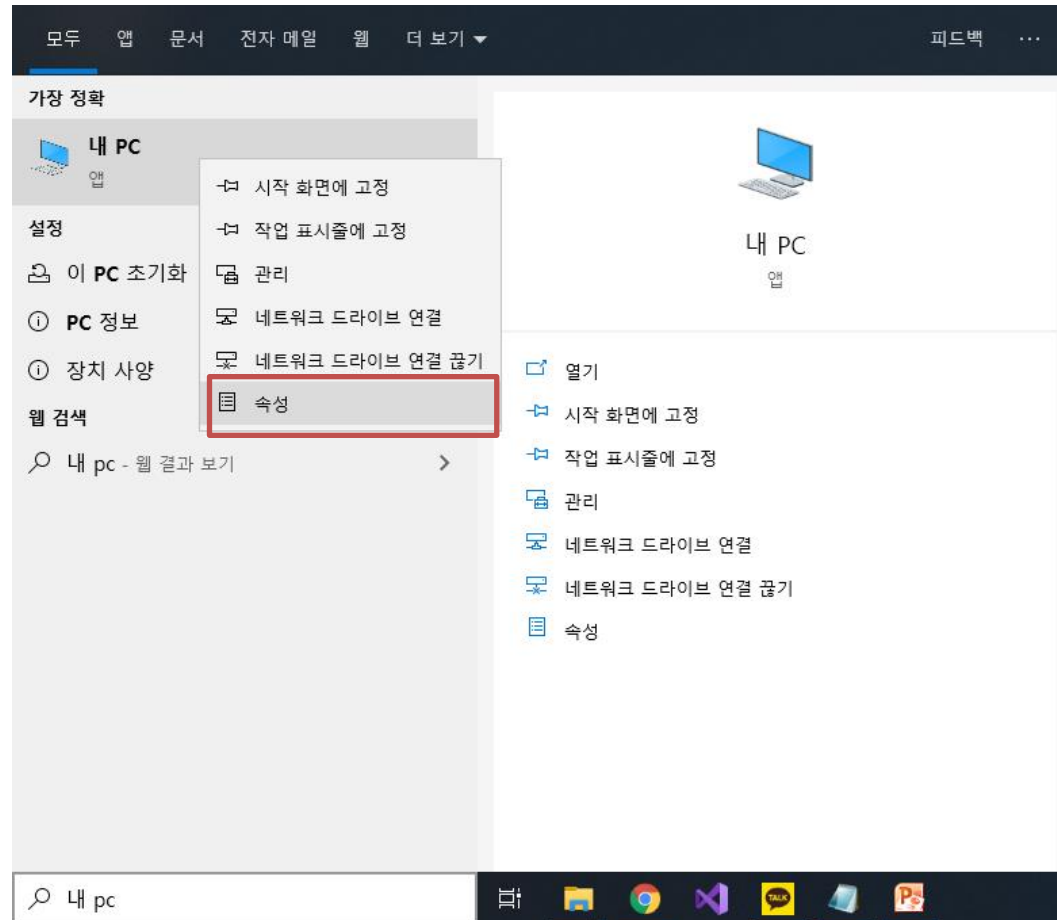 모두 앱 문서 전자 메일 웹 더 보기 피드백 ...
가장 정확
내 PC
앱
설정
이 PC 초기화
PC 정보
장치 사양
웹 검색
내 pc - 웹 결과 보기
시작 화면에 고정
작업 표시줄에 고정
관리
네트워크 드라이브 연결
네트워크 드라이브 연결 끊기
속성
내 PC
앱
열기
시작 화면에 고정
작업 표시줄에 고정
관리
네트워크 드라이브 연결
네트워크 드라이브 연결 끊기
속성
내 pc
TALK